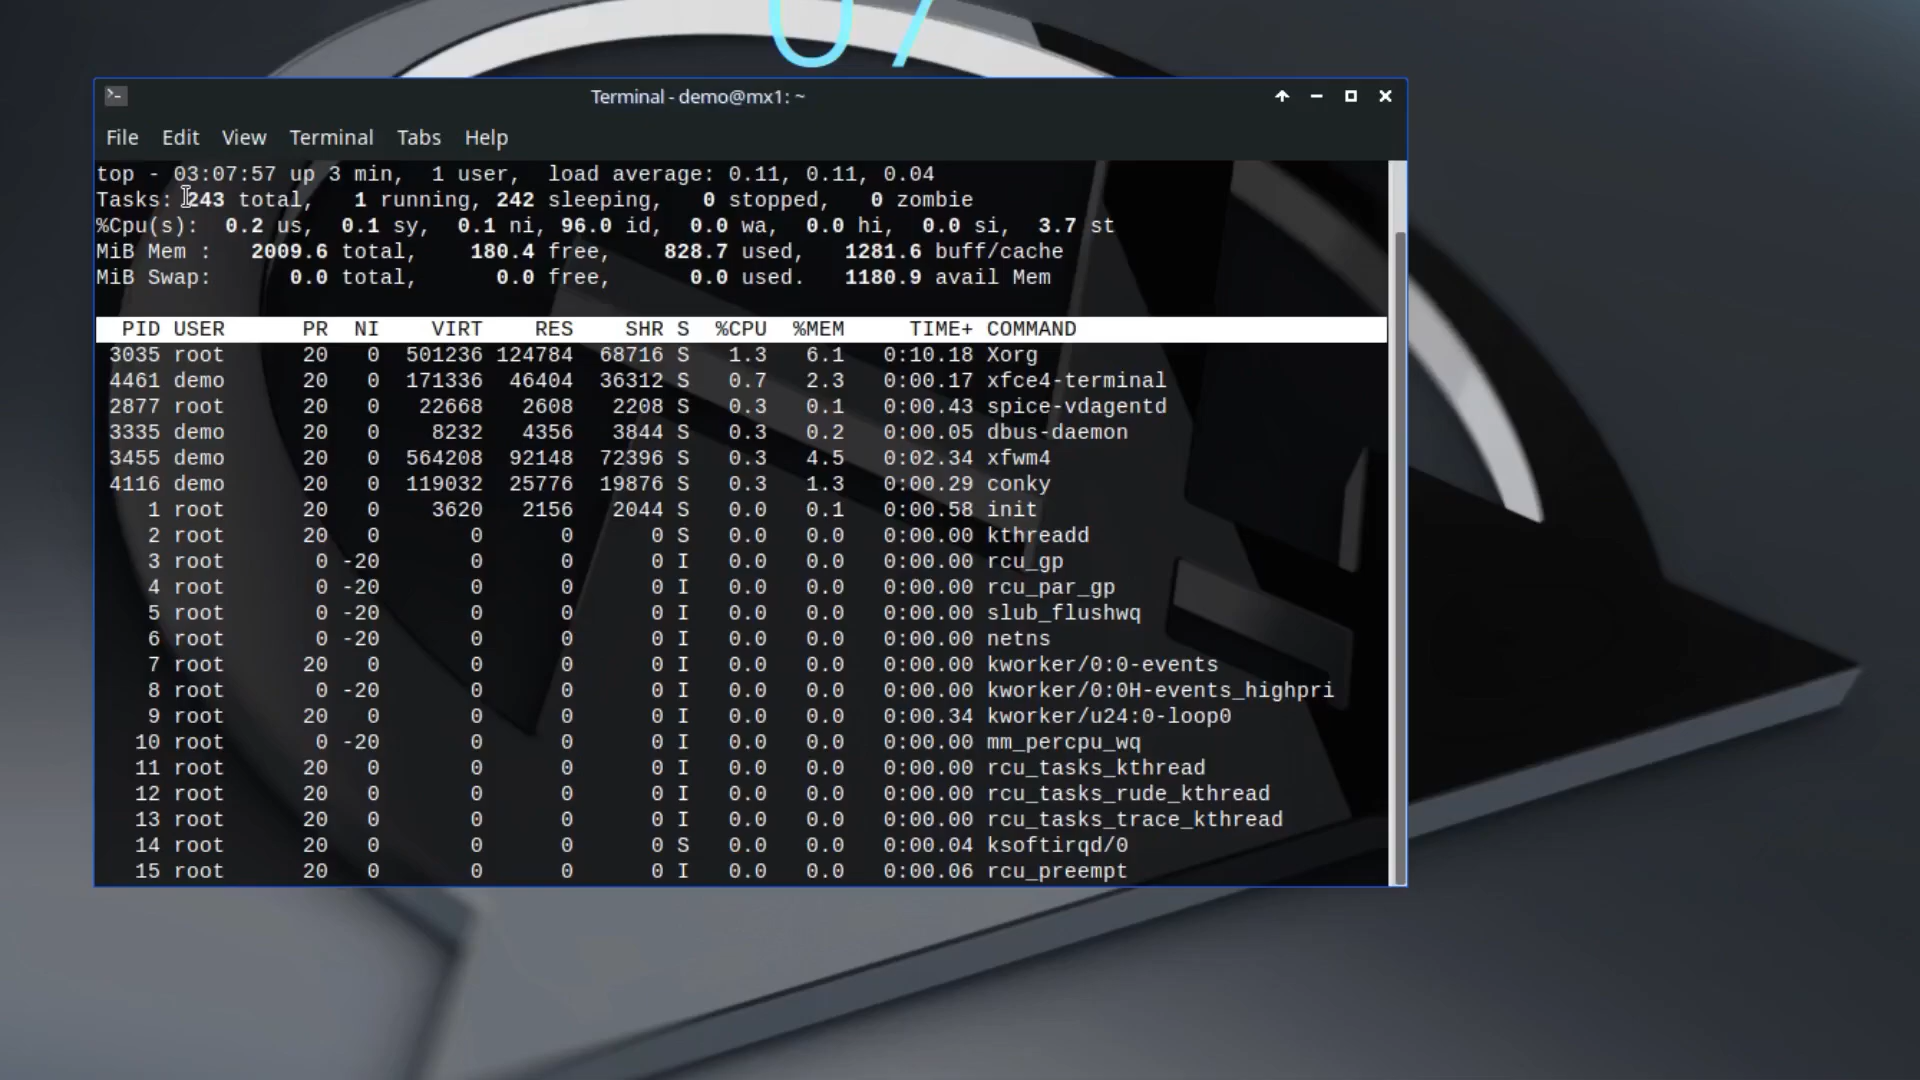 07
Terminal - demo@mx1: ~
File Edit View Terminal Tabs Help
top - 03:07:57 up 3 min,  1 user,  load average: 0.11, 0.11, 0.04
Tasks: 243 total,   1 running, 242 sleeping,   0 stopped,   0 zombie
%Cpu(s):  0.2 us,  0.1 sy,  0.1 ni, 96.0 id,  0.0 wa,  0.0 hi,  0.0 si,  3.7 st
MiB Mem :   2009.6 total,    180.4 free,    828.7 used,   1281.6 buff/cache
MiB Swap:      0.0 total,      0.0 free,      0.0 used.   1180.9 avail Mem
PID USER      PR  NI    VIRT    RES    SHR S  %CPU  %MEM     TIME+ COMMAND
3035 root      20   0  501236 124784  68716 S   1.3   6.1   0:10.18 Xorg
4461 demo      20   0  171336  46404  36312 S   0.7   2.3   0:00.17 xfce4-terminal
2877 root      20   0   22668   2608   2208 S   0.3   0.1   0:00.43 spice-vdagentd
3335 demo      20   0    8232   4356   3844 S   0.3   0.2   0:00.05 dbus-daemon
3455 demo      20   0  564208  92148  72396 S   0.3   4.5   0:02.34 xfwm4
4116 demo      20   0  119032  25776  19876 S   0.3   1.3   0:00.29 conky
1 root      20   0    3620   2156   2044 S   0.0   0.1   0:00.58 init
2 root      20   0       0      0      0 S   0.0   0.0   0:00.00 kthreadd
3 root       0 -20       0      0      0 I   0.0   0.0   0:00.00 rcu_gp
4 root       0 -20       0      0      0 I   0.0   0.0   0:00.00 rcu_par_gp
5 root       0 -20       0      0      0 I   0.0   0.0   0:00.00 slub_flushwq
6 root       0 -20       0      0      0 I   0.0   0.0   0:00.00 netns
7 root      20   0       0      0      0 I   0.0   0.0   0:00.00 kworker/0:0-events
8 root       0 -20       0      0      0 I   0.0   0.0   0:00.00 kworker/0:0H-events_highpri
9 root      20   0       0      0      0 I   0.0   0.0   0:00.34 kworker/u24:0-loop0
10 root       0 -20       0      0      0 I   0.0   0.0   0:00.00 mm_percpu_wq
11 root      20   0       0      0      0 I   0.0   0.0   0:00.00 rcu_tasks_kthread
12 root      20   0       0      0      0 I   0.0   0.0   0:00.00 rcu_tasks_rude_kthread
13 root      20   0       0      0      0 I   0.0   0.0   0:00.00 rcu_tasks_trace_kthread
14 root      20   0       0      0      0 S   0.0   0.0   0:00.04 ksoftirqd/0
15 root      20   0       0      0      0 I   0.0   0.0   0:00.06 rcu_preempt